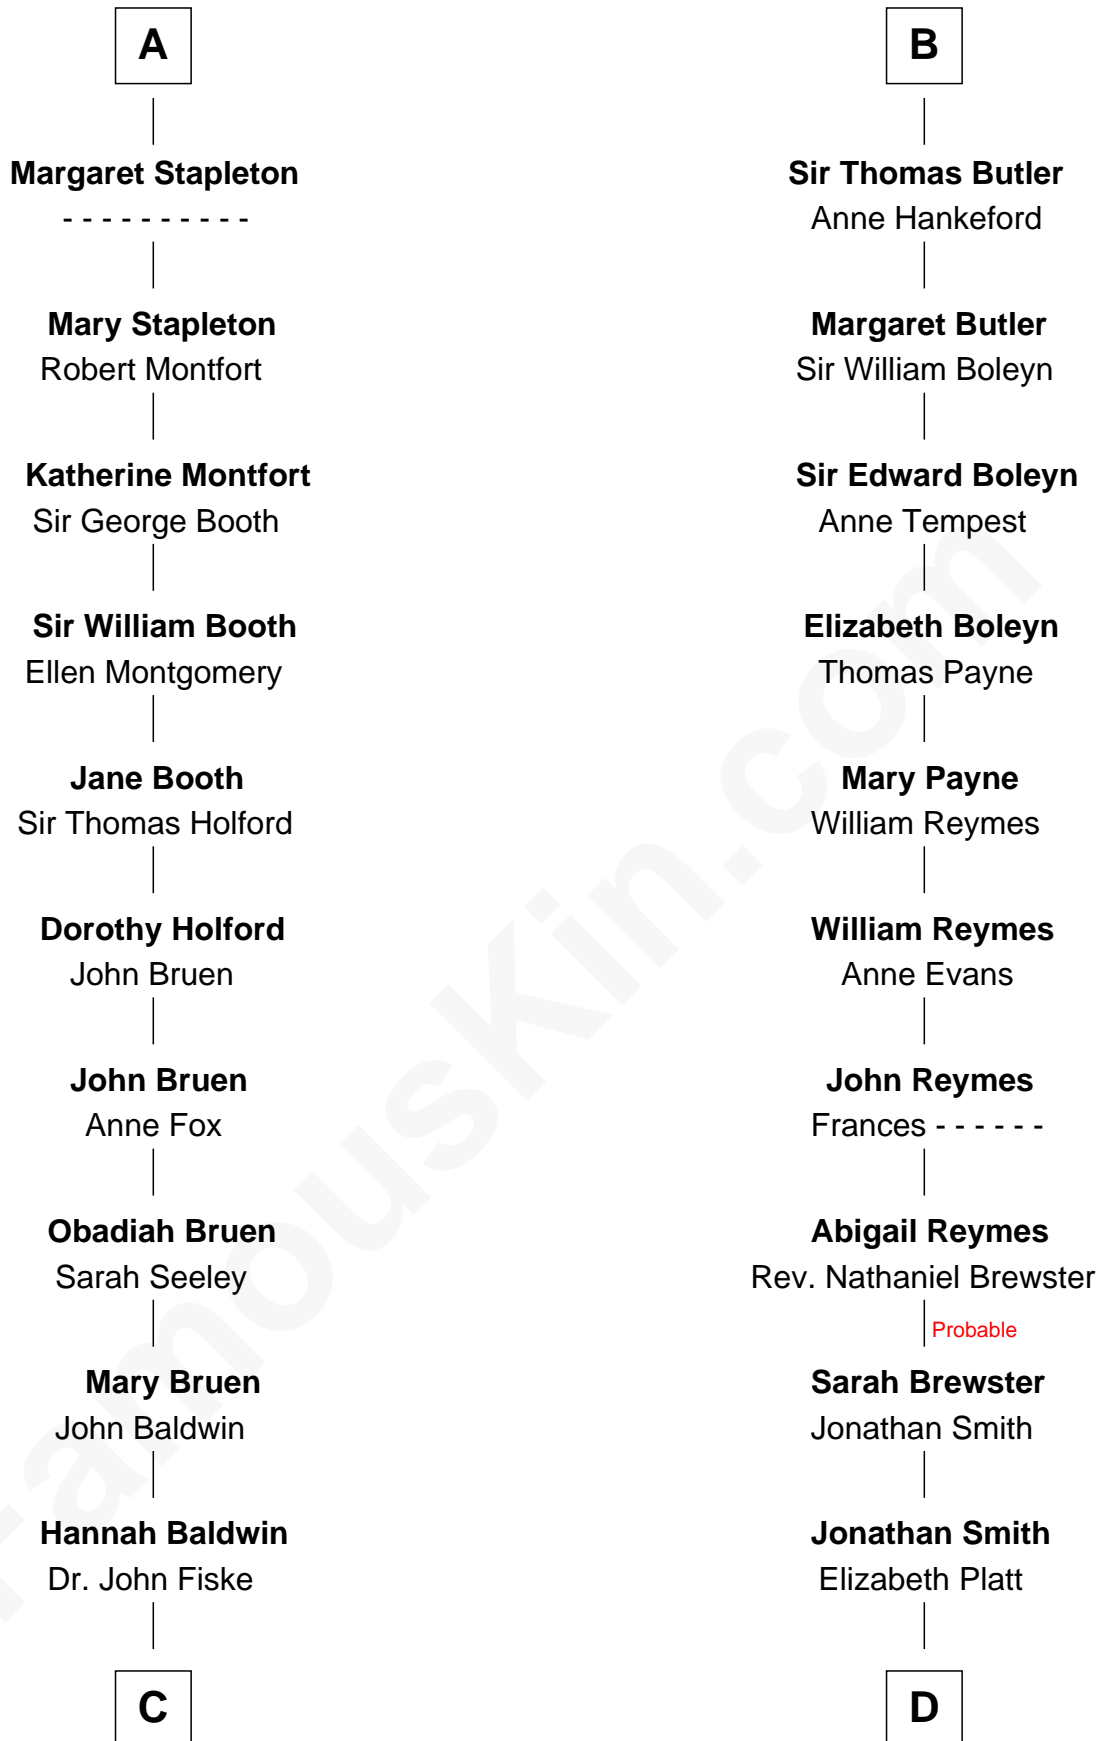 A
Margaret Stapleton
- - - - - - - - - -
Mary Stapleton
Robert Montfort
Katherine Montfort
Sir George Booth
Sir William Booth
Ellen Montgomery
Jane Booth
Sir Thomas Holford
Dorothy Holford
John Bruen
John Bruen
Anne Fox
Obadiah Bruen
Sarah Seeley
Mary Bruen
John Baldwin
Hannah Baldwin
Dr. John Fiske
C
B
Sir Thomas Butler
Anne Hankeford
Margaret Butler
Sir William Boleyn
Sir Edward Boleyn
Anne Tempest
Elizabeth Boleyn
Thomas Payne
Mary Payne
William Reymes
William Reymes
Anne Evans
John Reymes
Frances - - - - - -
Abigail Reymes
Rev. Nathaniel Brewster
Probable
Sarah Brewster
Jonathan Smith
Jonathan Smith
Elizabeth Platt
D
FamousKin.com